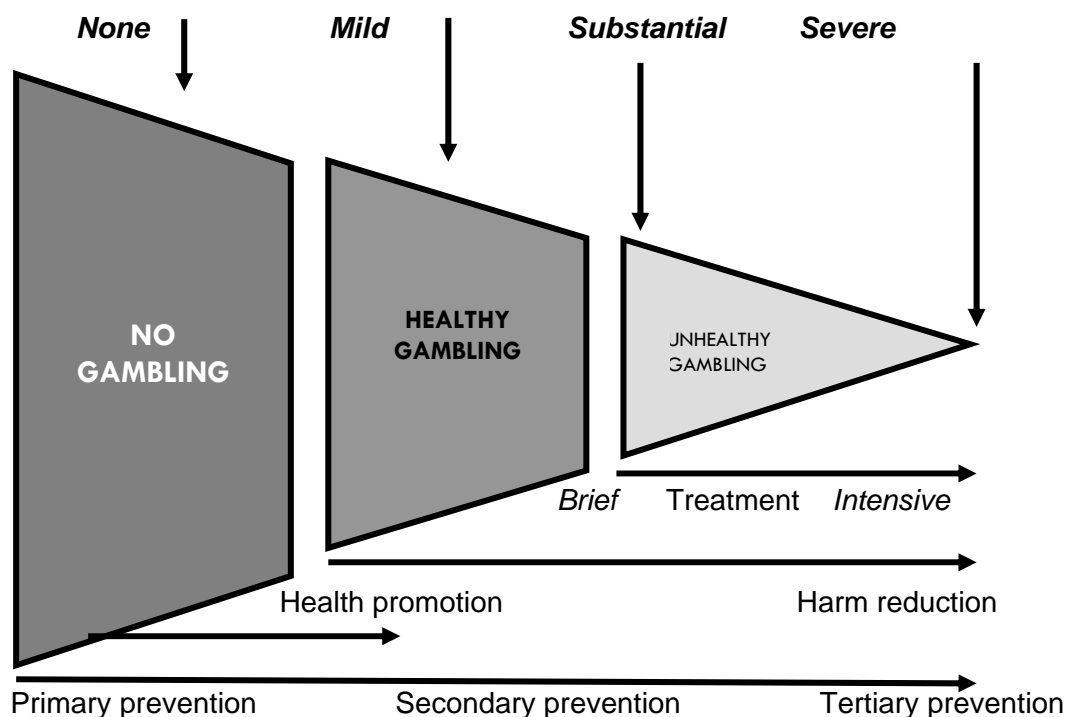 None Mild Substantial Severe
NO
GAMBLING
HEALTHY
GAMBLING
UNHEALTHY
GAMBLING
Brief Treatment Intensive
Health promotion Harm reduction
Primary prevention Secondary prevention Tertiary prevention